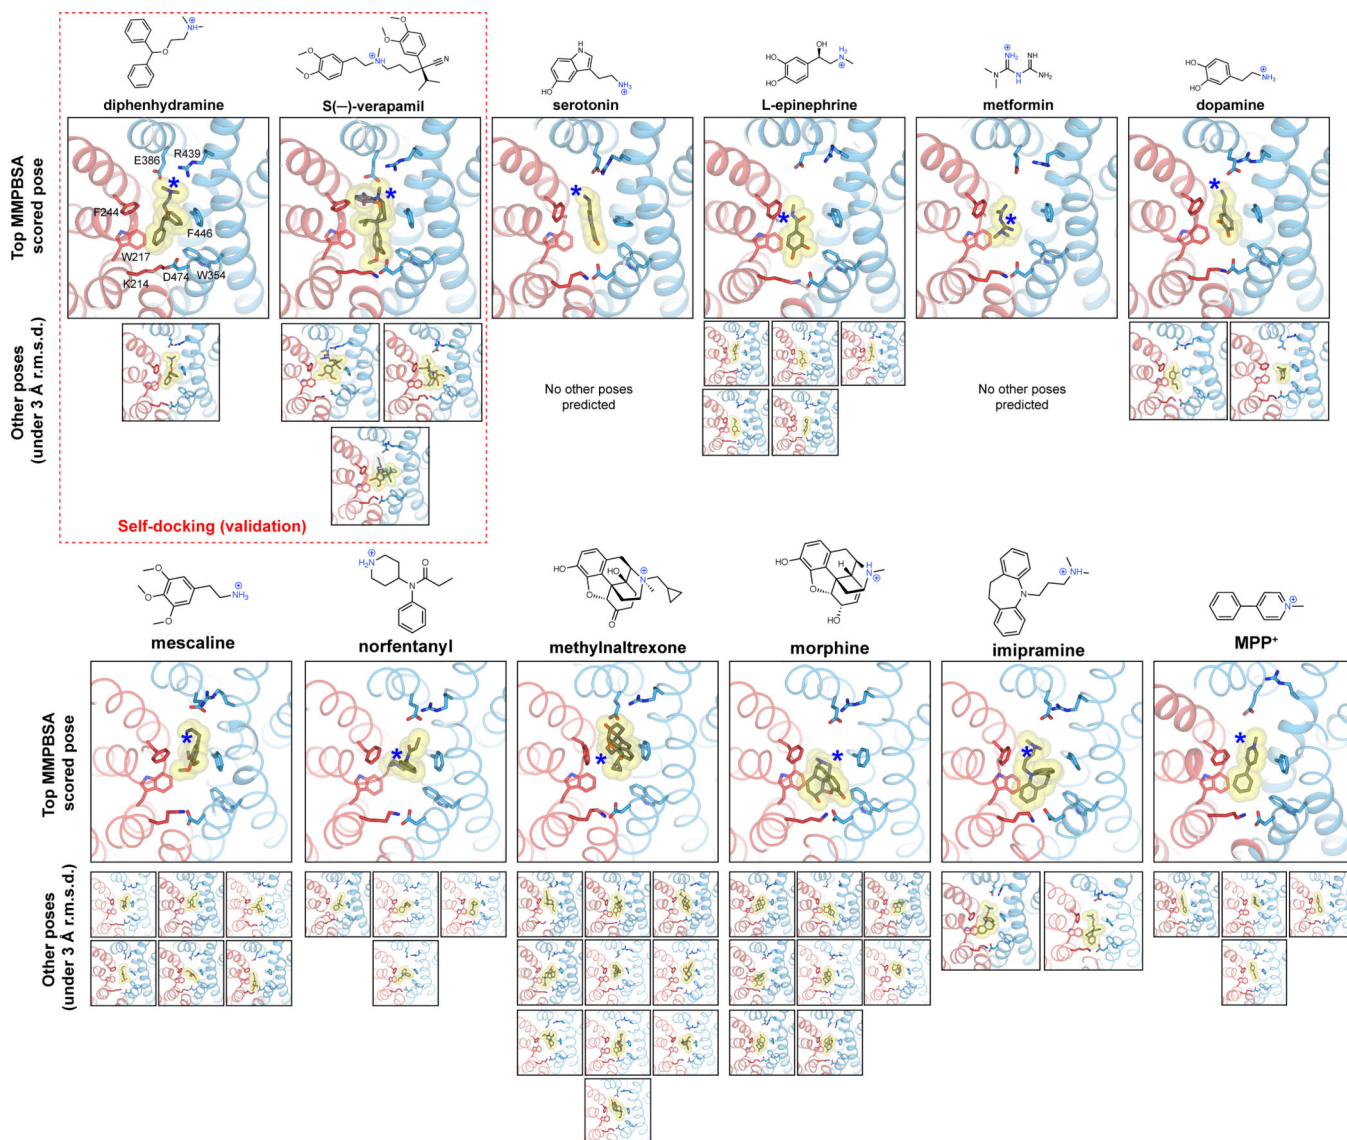 diphenhydramine
S(—)-verapamil
serotonin
L-epinephrine
metformin
dopamine
Top MMPBSA
scored pose
E386
R439
F244
F446
W217
D474
W354
K214
*
*
*
*
*
*
Other poses
(under 3 Å r.m.s.d.)
No other poses
predicted
No other poses
predicted
Self-docking (validation)
mescaline
norfentanyl
methylnaltrexone
morphine
imipramine
MPP⁺
Top MMPBSA
scored pose
*
*
*
*
*
*
Other poses
(under 3 Å r.m.s.d.)